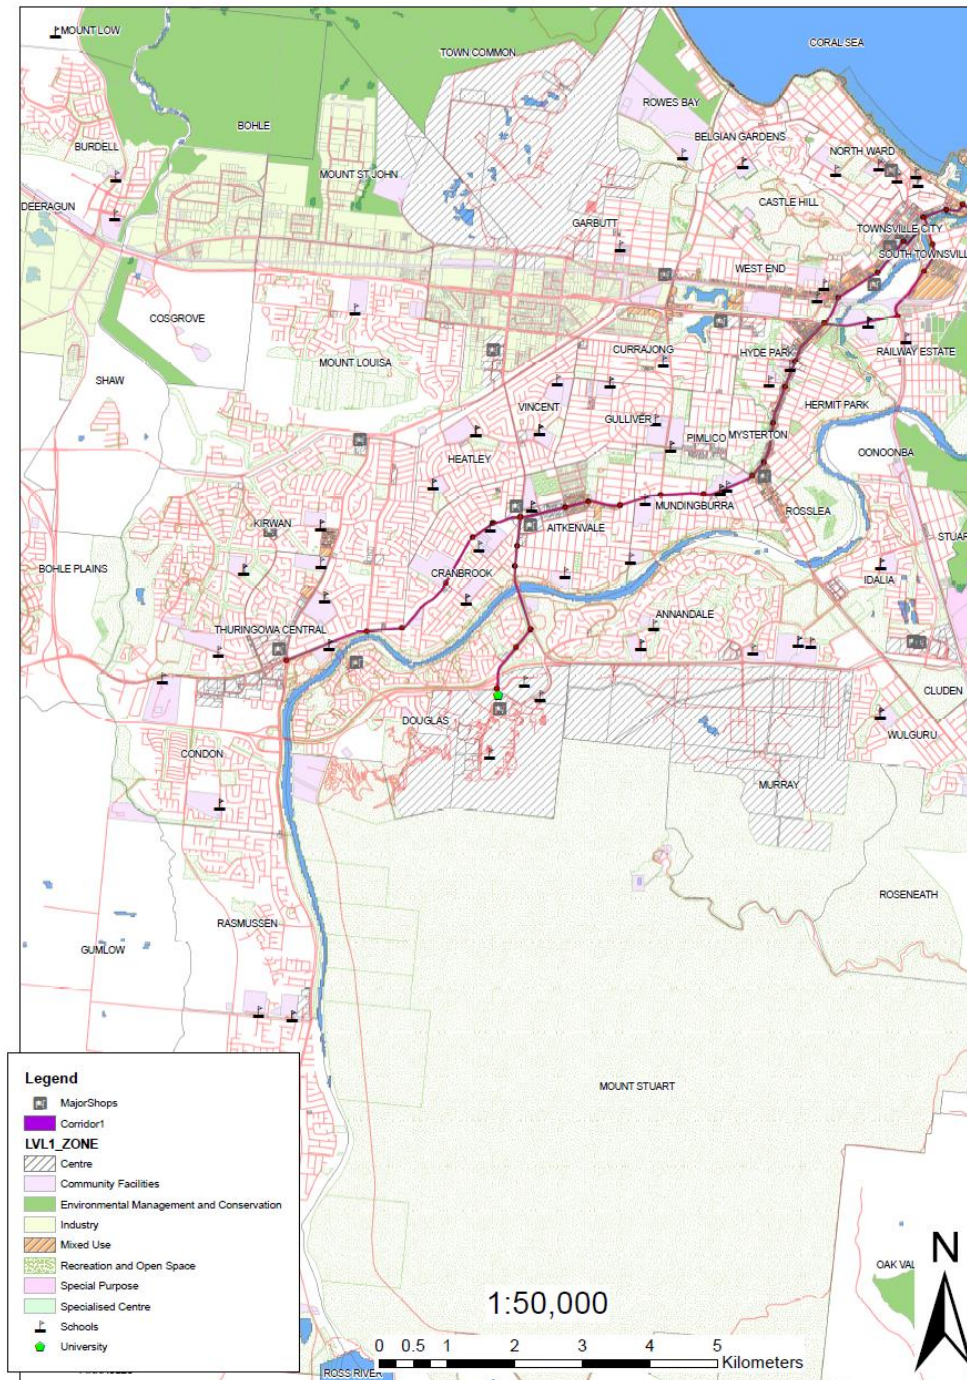 MOUNT LOW
CORAL SEA
TOWN COMMON
ROWES BAY
BOHLE
BELGIAN GARDENS
BURDELL
NORTH WARD
MOUNT ST JOHN
CASTLE HILL
DEERAGUN
GARBUTT
TOWNSVILLE CITY
SOUTH TOWNSVILL
WEST END
COSGROVE
CURRAJONG
HYDE PARK
RAILWAY ESTATE
MOUNT LOUISA
SHAW
VINCENT
HERMIT PARK
GULLIVER
PIMLICO
MYSTERTON
HEATLEY
OONOONBA
MUNDINGBURRA
ROSSLEA
KIRWAN
AITKENVALE
STUAR
BOHLE PLAINS
CRANBROOK
IDALIA
ANNANDALE
THURINGOWA CENTRAL
CLUDEN
DOUGLAS
WULGURU
CONDON
MURRAY
ROSENEATH
RASMUSSEN
GUMLOW
MOUNT STUART
Legend
MajorShops
Corridor1
LVL1_ZONE
Centre
Community Facilities
Environmental Management and Conservation
Industry
Mixed Use
Recreation and Open Space
Special Purpose
Specialised Centre
Schools
University
OAK VAL
N
1:50,000
0 0.5 1 2 3 4 5
Kilometers
ROSS RIVER